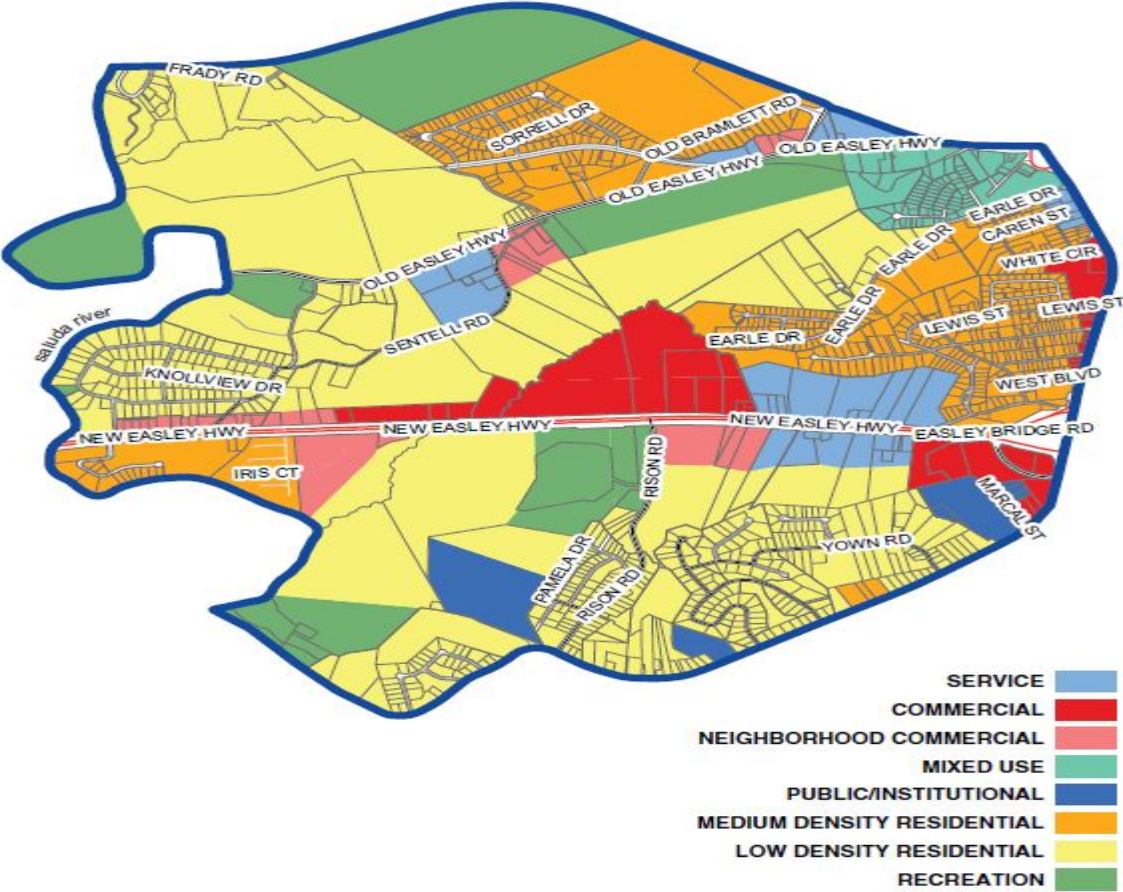 FRADY RD
SORRELL DR
OLD BRAMLETT RD
OLD EASLEY HWY
OLD EASLEY HWY
EARLE DR
CAREN ST
OLD EASLEY HWY
EARLE DR
WHITE CIR
saluda river
SENTELL RD
EARLE DR
EARLE DR
LEWIS ST
LEWIS ST
KNOLLVIEW DR
WEST BLVD
NEW EASLEY HWY
NEW EASLEY HWY
NEW EASLEY HWY
EASLEY BRIDGE RD
IRIS CT
RISON RD
MARCAL ST
YOWN RD
PAMELA DR
RISON RD
SERVICE
COMMERCIAL
NEIGHBORHOOD COMMERCIAL
MIXED USE
PUBLIC/INSTITUTIONAL
MEDIUM DENSITY RESIDENTIAL
LOW DENSITY RESIDENTIAL
RECREATION